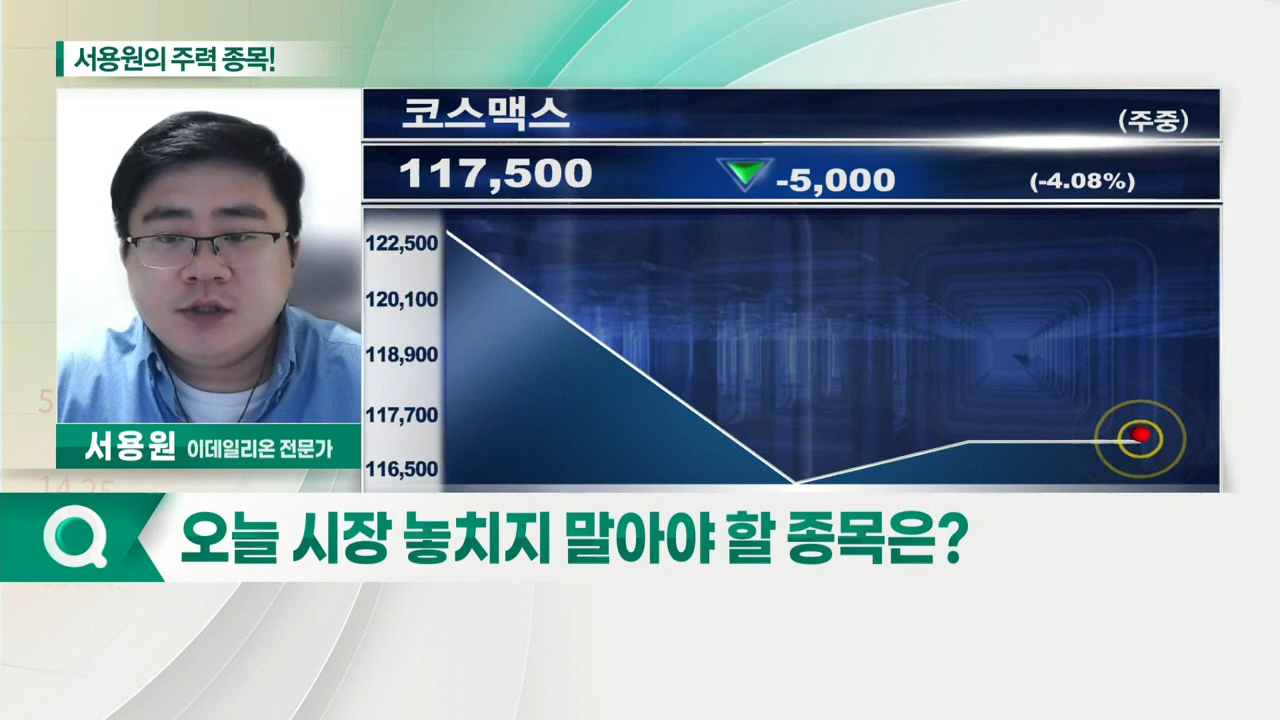 서용원의 주력 종목!
코스맥스
(주중)
117,500
-5,000
(-4.08%)
122,500
120,100
118,900
117,700
116,500
서용원 이데일리온 전문가
오늘 시장 놓치지 말아야 할 종목은?